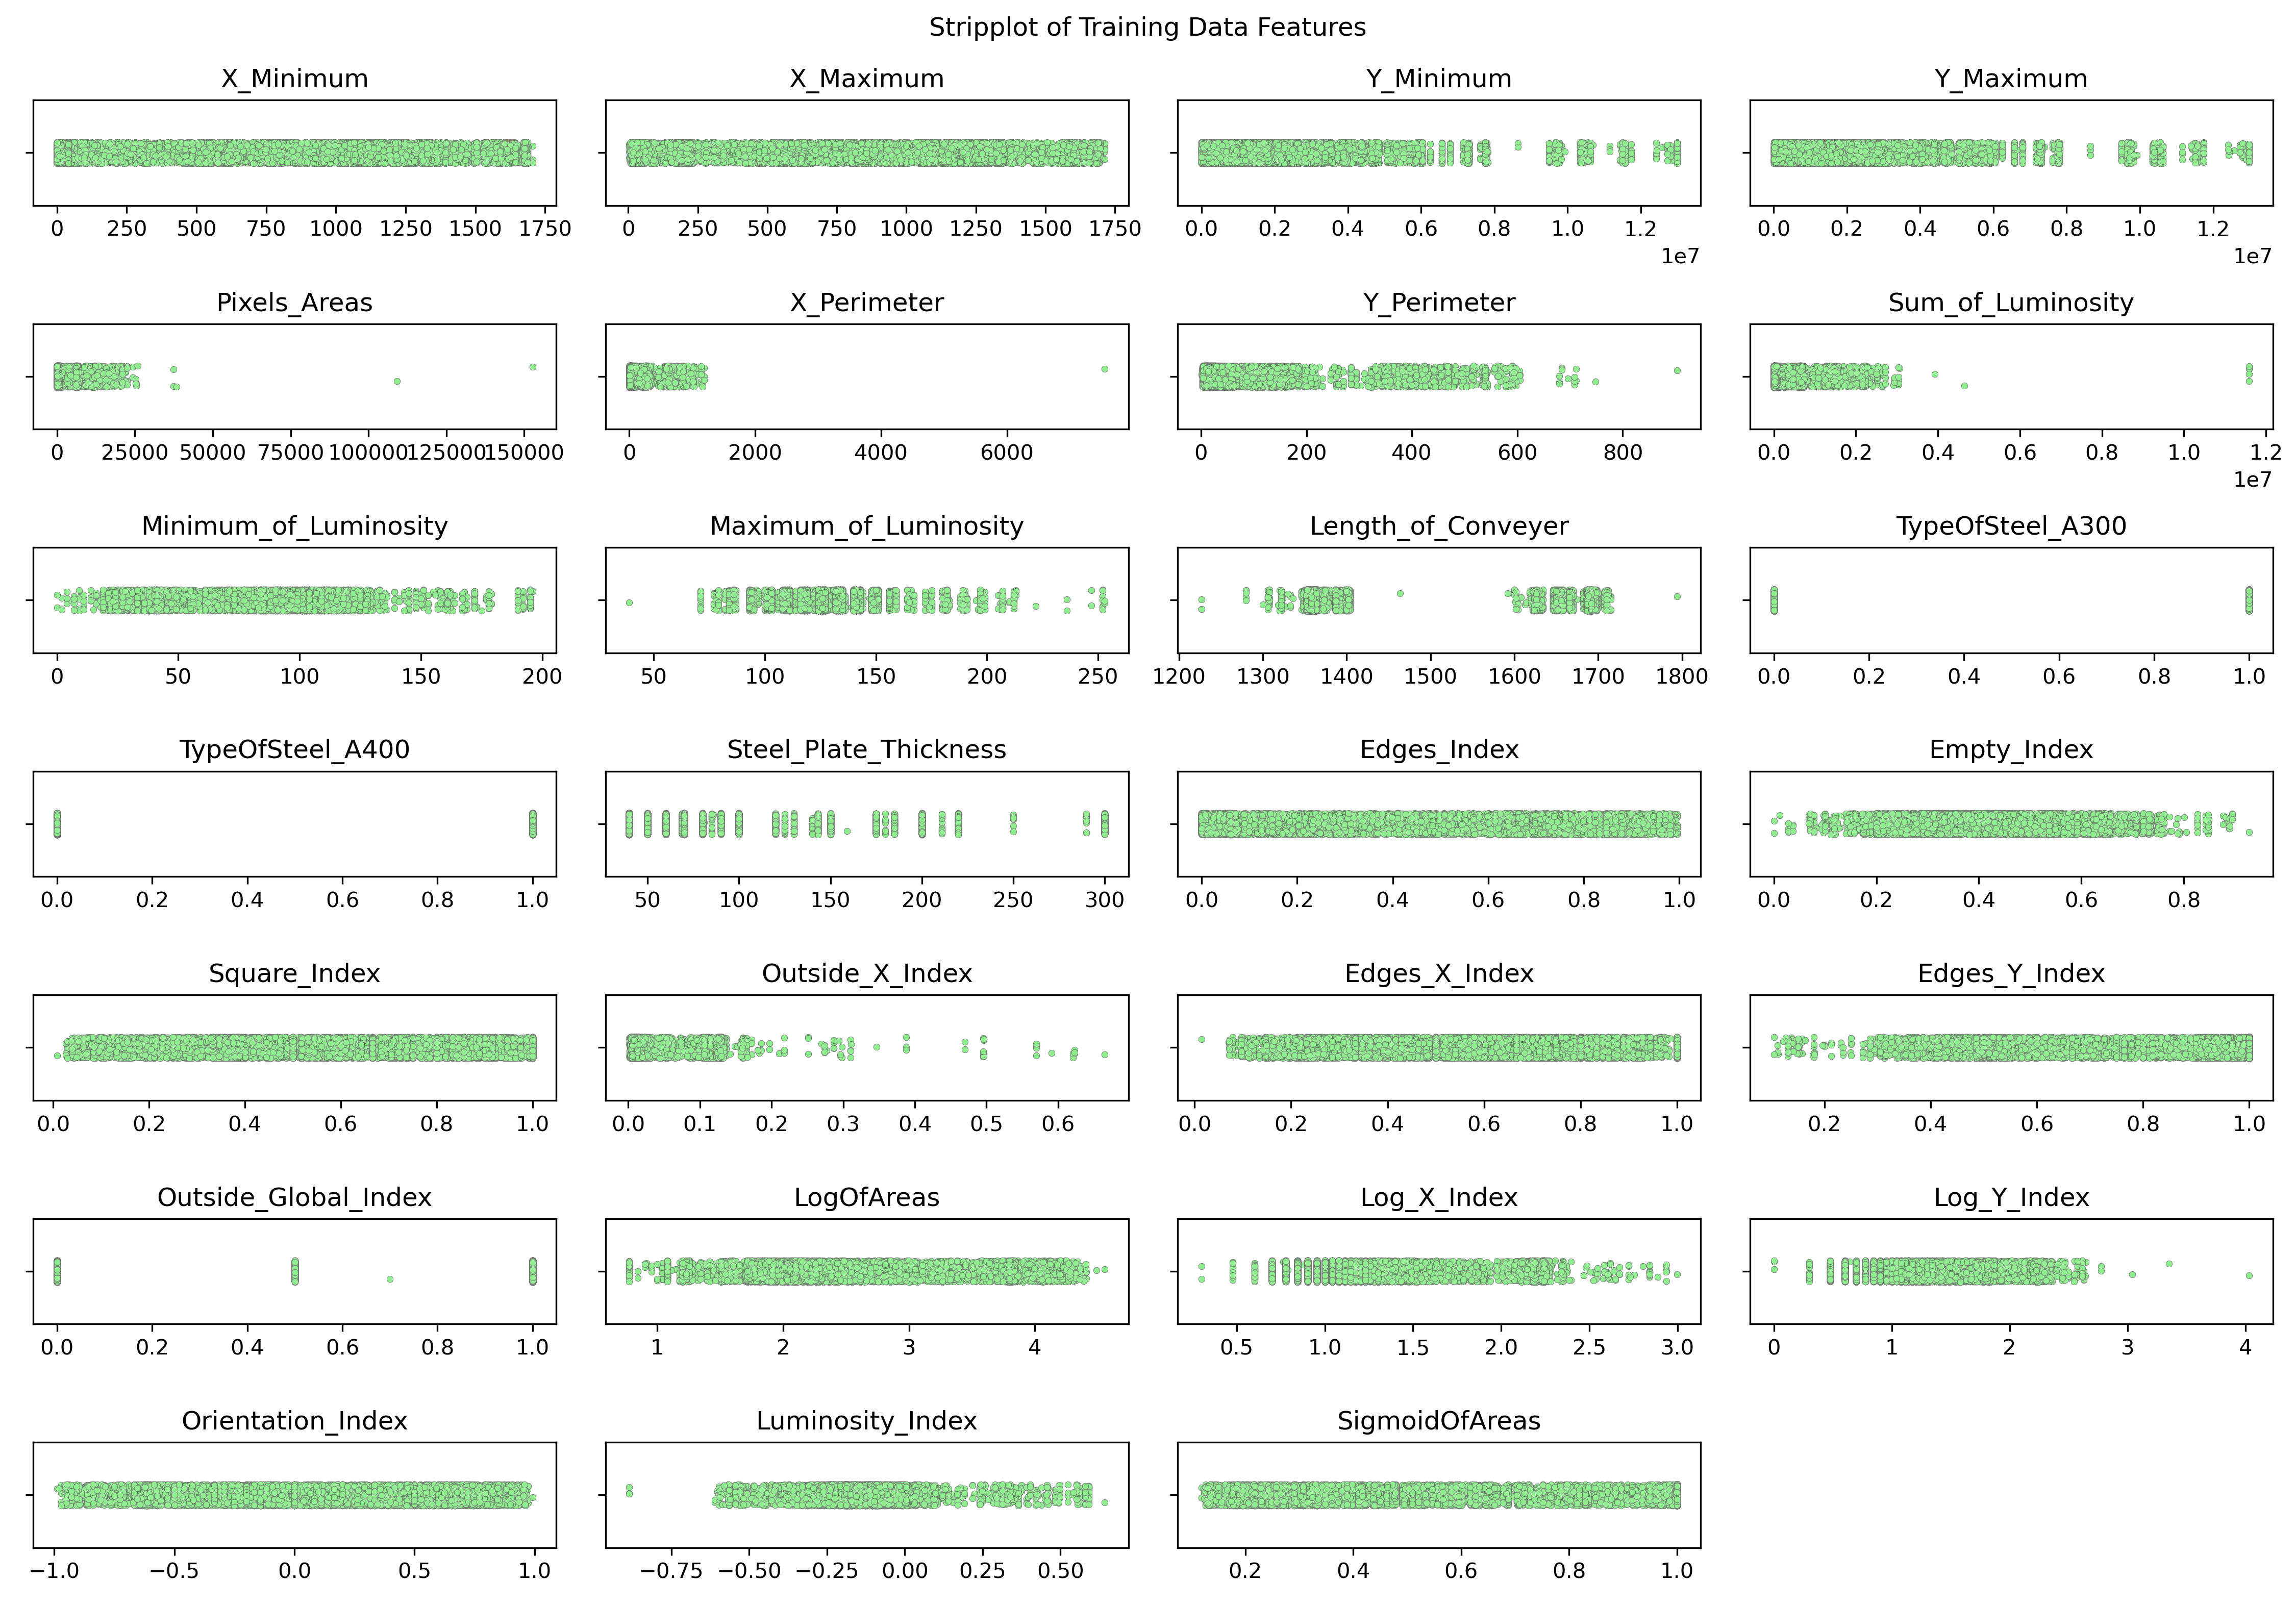 Stripplot of Training Data Features
X_Minimum X_Maximum Y_Minimum Y_Maximum
0 250 500 750 1000 1250 1500 1750 0 250 500 750 1000 1250 1500 1750 0.0 0.2 0.4 0.6 0.8 1.0 1.2 0.0 0.2 0.4 0.6 0.8 1.0 1.2
1e7 1e7
Pixels_Areas X_Perimeter Y_Perimeter Sum_of_Luminosity
0 25000 50000 75000 100000 125000 150000 0 2000 4000 6000 0 200 400 600 800 0.0 0.2 0.4 0.6 0.8 1.0 1.2
1e7
Minimum_of_Luminosity Maximum_of_Luminosity Length_of_Conveyer TypeOfSteel_A300
0 50 100 150 200 50 100 150 200 250 1200 1300 1400 1500 1600 1700 1800 0.0 0.2 0.4 0.6 0.8 1.0
TypeOfSteel_A400 Steel_Plate_Thickness Edges_Index Empty_Index
0.0 0.2 0.4 0.6 0.8 1.0 50 100 150 200 250 300 0.0 0.2 0.4 0.6 0.8 1.0 0.0 0.2 0.4 0.6 0.8
Square_Index Outside_X_Index Edges_X_Index Edges_Y_Index
0.0 0.2 0.4 0.6 0.8 1.0 0.0 0.1 0.2 0.3 0.4 0.5 0.6 0.0 0.2 0.4 0.6 0.8 1.0 0.2 0.4 0.6 0.8 1.0
Outside_Global_Index LogOfAreas Log_X_Index Log_Y_Index
0.0 0.2 0.4 0.6 0.8 1.0 1 2 3 4 0.5 1.0 1.5 2.0 2.5 3.0 0 1 2 3 4
Orientation_Index Luminosity_Index SigmoidOfAreas
−1.0 −0.5 0.0 0.5 1.0 −0.75 −0.50 −0.25 0.00 0.25 0.50 0.2 0.4 0.6 0.8 1.0